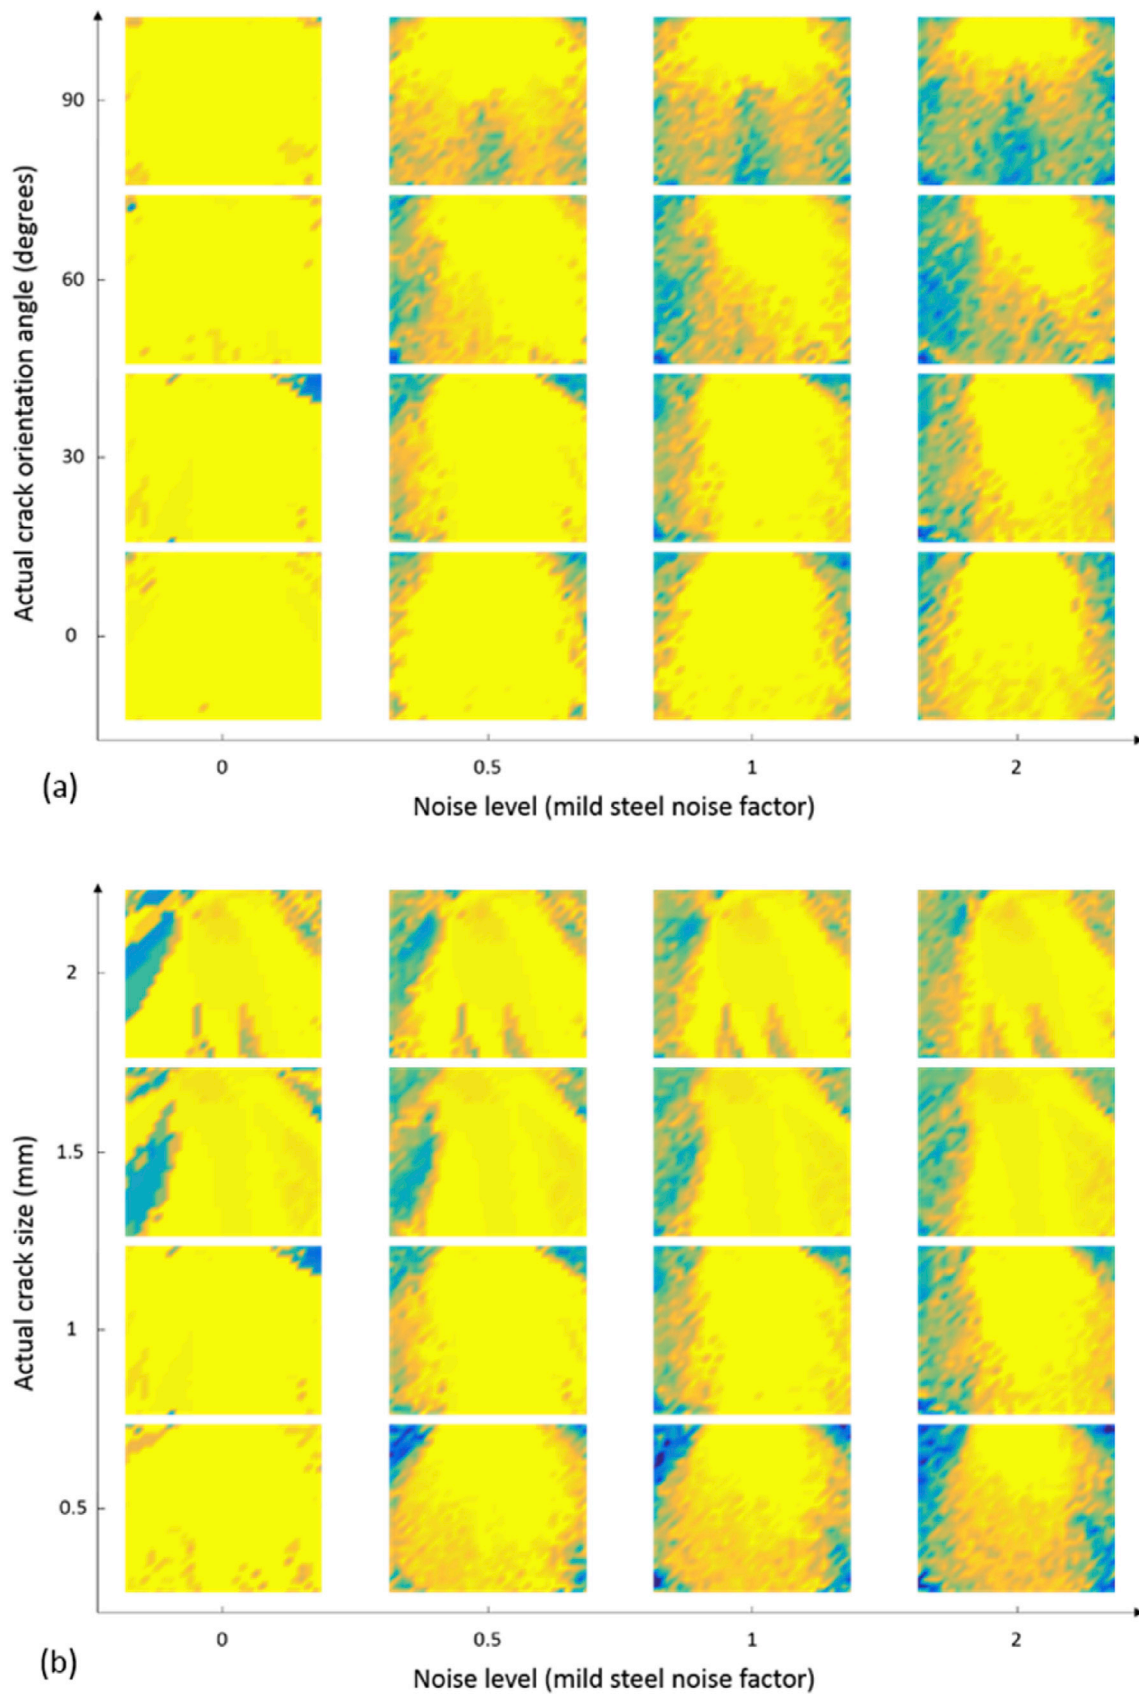 Actual crack orientation angle (degrees)
90
60
30
0
0 0.5 1 2
(a)
Noise level (mild steel noise factor)
Actual crack size (mm)
2
1.5
1
0.5
0 0.5 1 2
(b)
Noise level (mild steel noise factor)